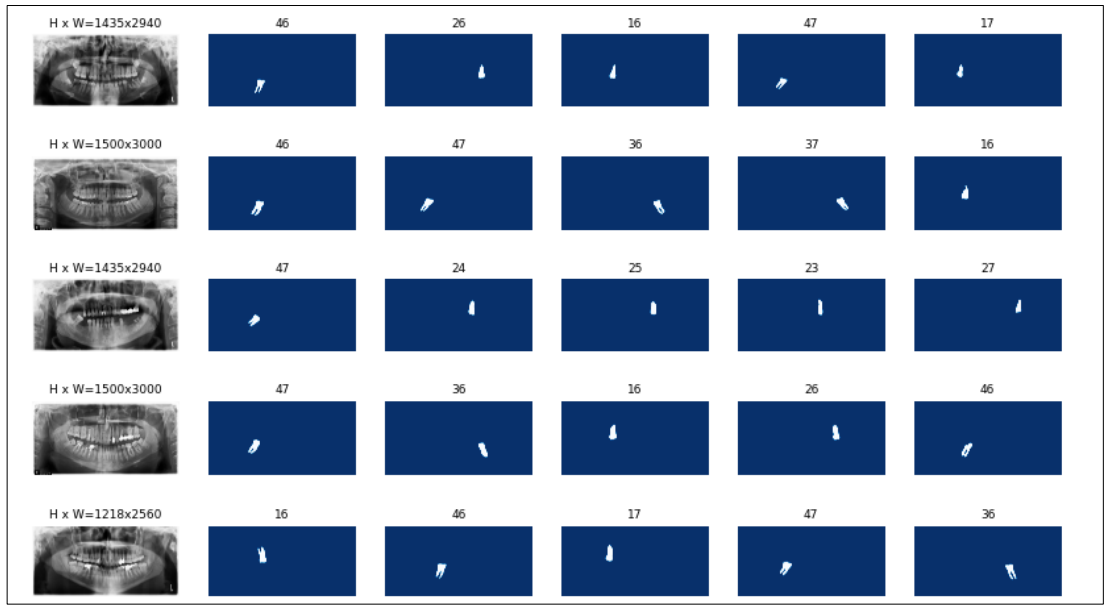 H x W=1435x2940 46 26 16 47 17
H x W=1500x3000 46 47 36 37 16
H x W=1435x2940 47 24 25 23 27
H x W=1500x3000 47 36 16 26 46
H x W=1218x2560 16 46 17 47 36